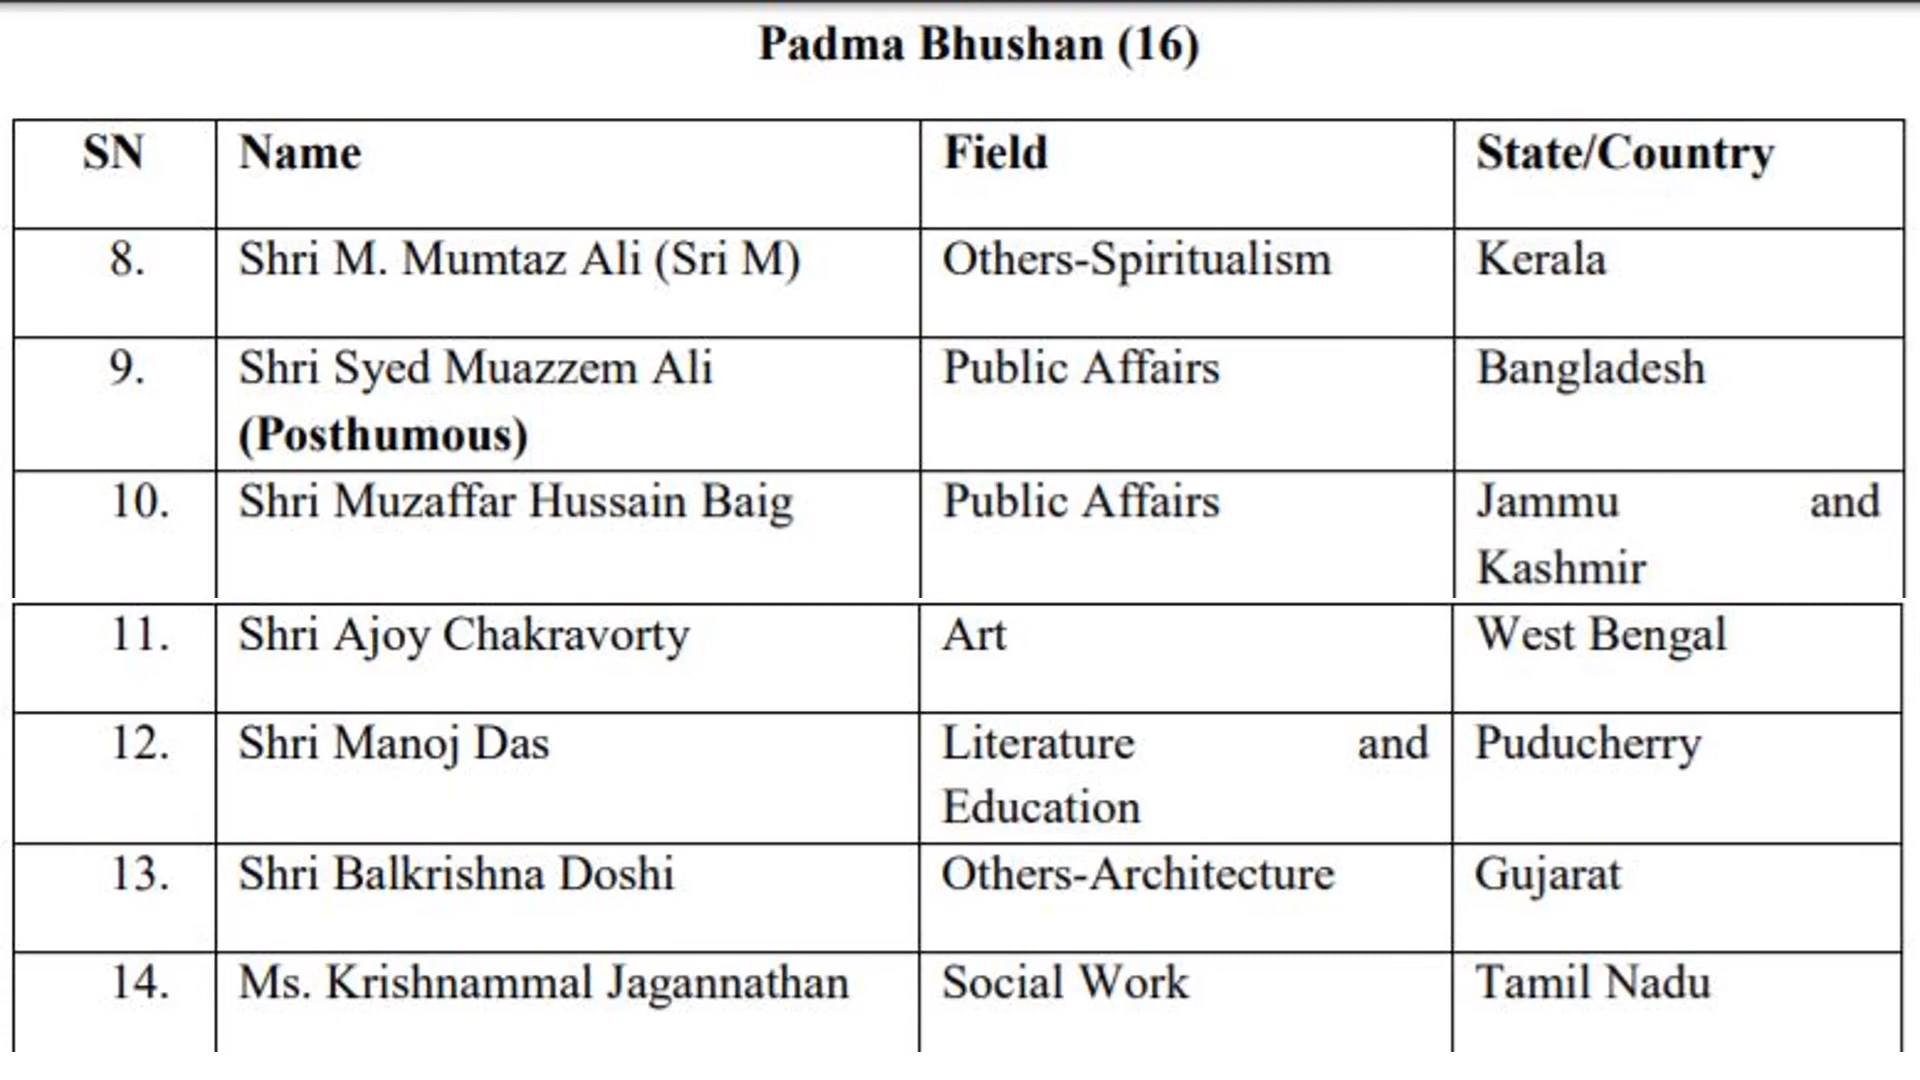 Padma Bhushan (16)
SN Name Field State/Country
8. Shri M. Mumtaz Ali (Sri M) Others-Spiritualism Kerala
9. Shri Syed Muazzem Ali Public Affairs Bangladesh
(Posthumous)
10. Shri Muzaffar Hussain Baig Public Affairs Jammu and
Kashmir
11. Shri Ajoy Chakravorty Art West Bengal
12. Shri Manoj Das Literature and Puducherry
Education
13. Shri Balkrishna Doshi Others-Architecture Gujarat
14. Ms. Krishnammal Jagannathan Social Work Tamil Nadu